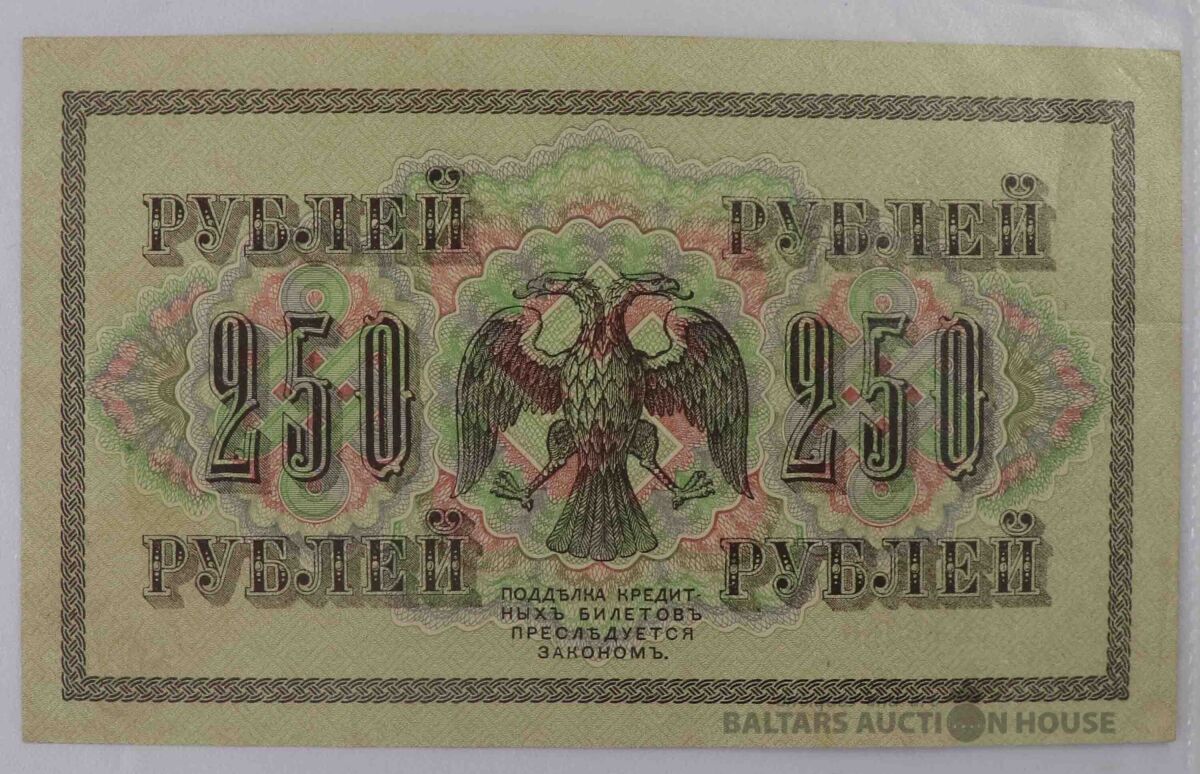 РУБЛЕЙ РУБЛЕЙ
250 250
РУБЛЕЙ РУБЛЕЙ
ПОДДѢЛКА КРЕДИТ-
НЫХЪ БИЛЕТОВЪ
ПРЕСЛѢДУЕТСЯ
ЗАКОНОМЪ.
BALTARS AUCTION HOUSE